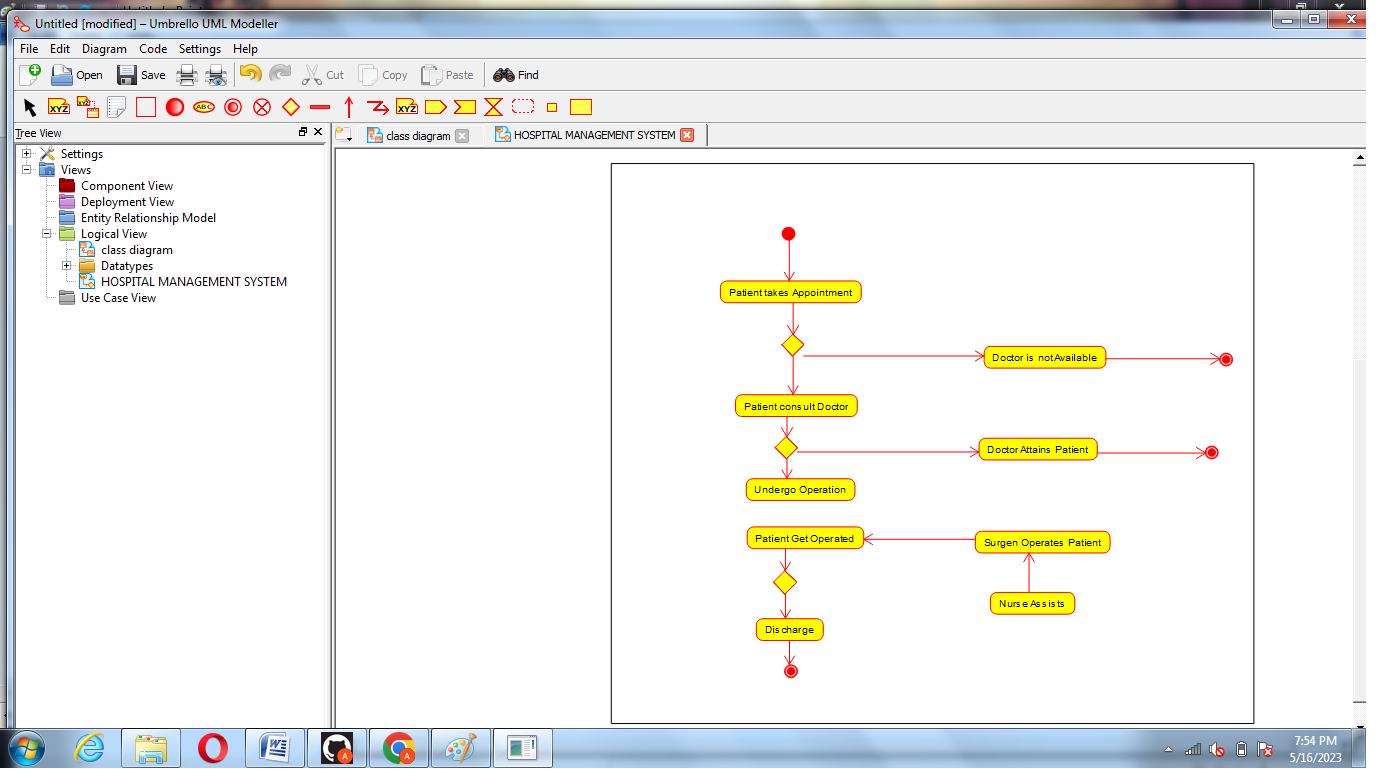 Untitled [modified] – Umbrello UML Modeller
File Edit Diagram Code Settings Help
Open Save Cut Copy Paste Find
XYZ XYZ ABC XYZ
Tree View
class diagram
HOSPITAL MANAGEMENT SYSTEM
Settings
Views
Component View
Deployment View
Entity Relationship Model
Logical View
class diagram
Datatypes
HOSPITAL MANAGEMENT SYSTEM
Use Case View
Patient takes Appointment
Doctor is not Available
Patient consult Doctor
Doctor Attains Patient
Undergo Operation
Patient Get Operated
Surgen Operates Patient
Nurse Assists
Discharge
W
A
A
7:54 PM
5/16/2023